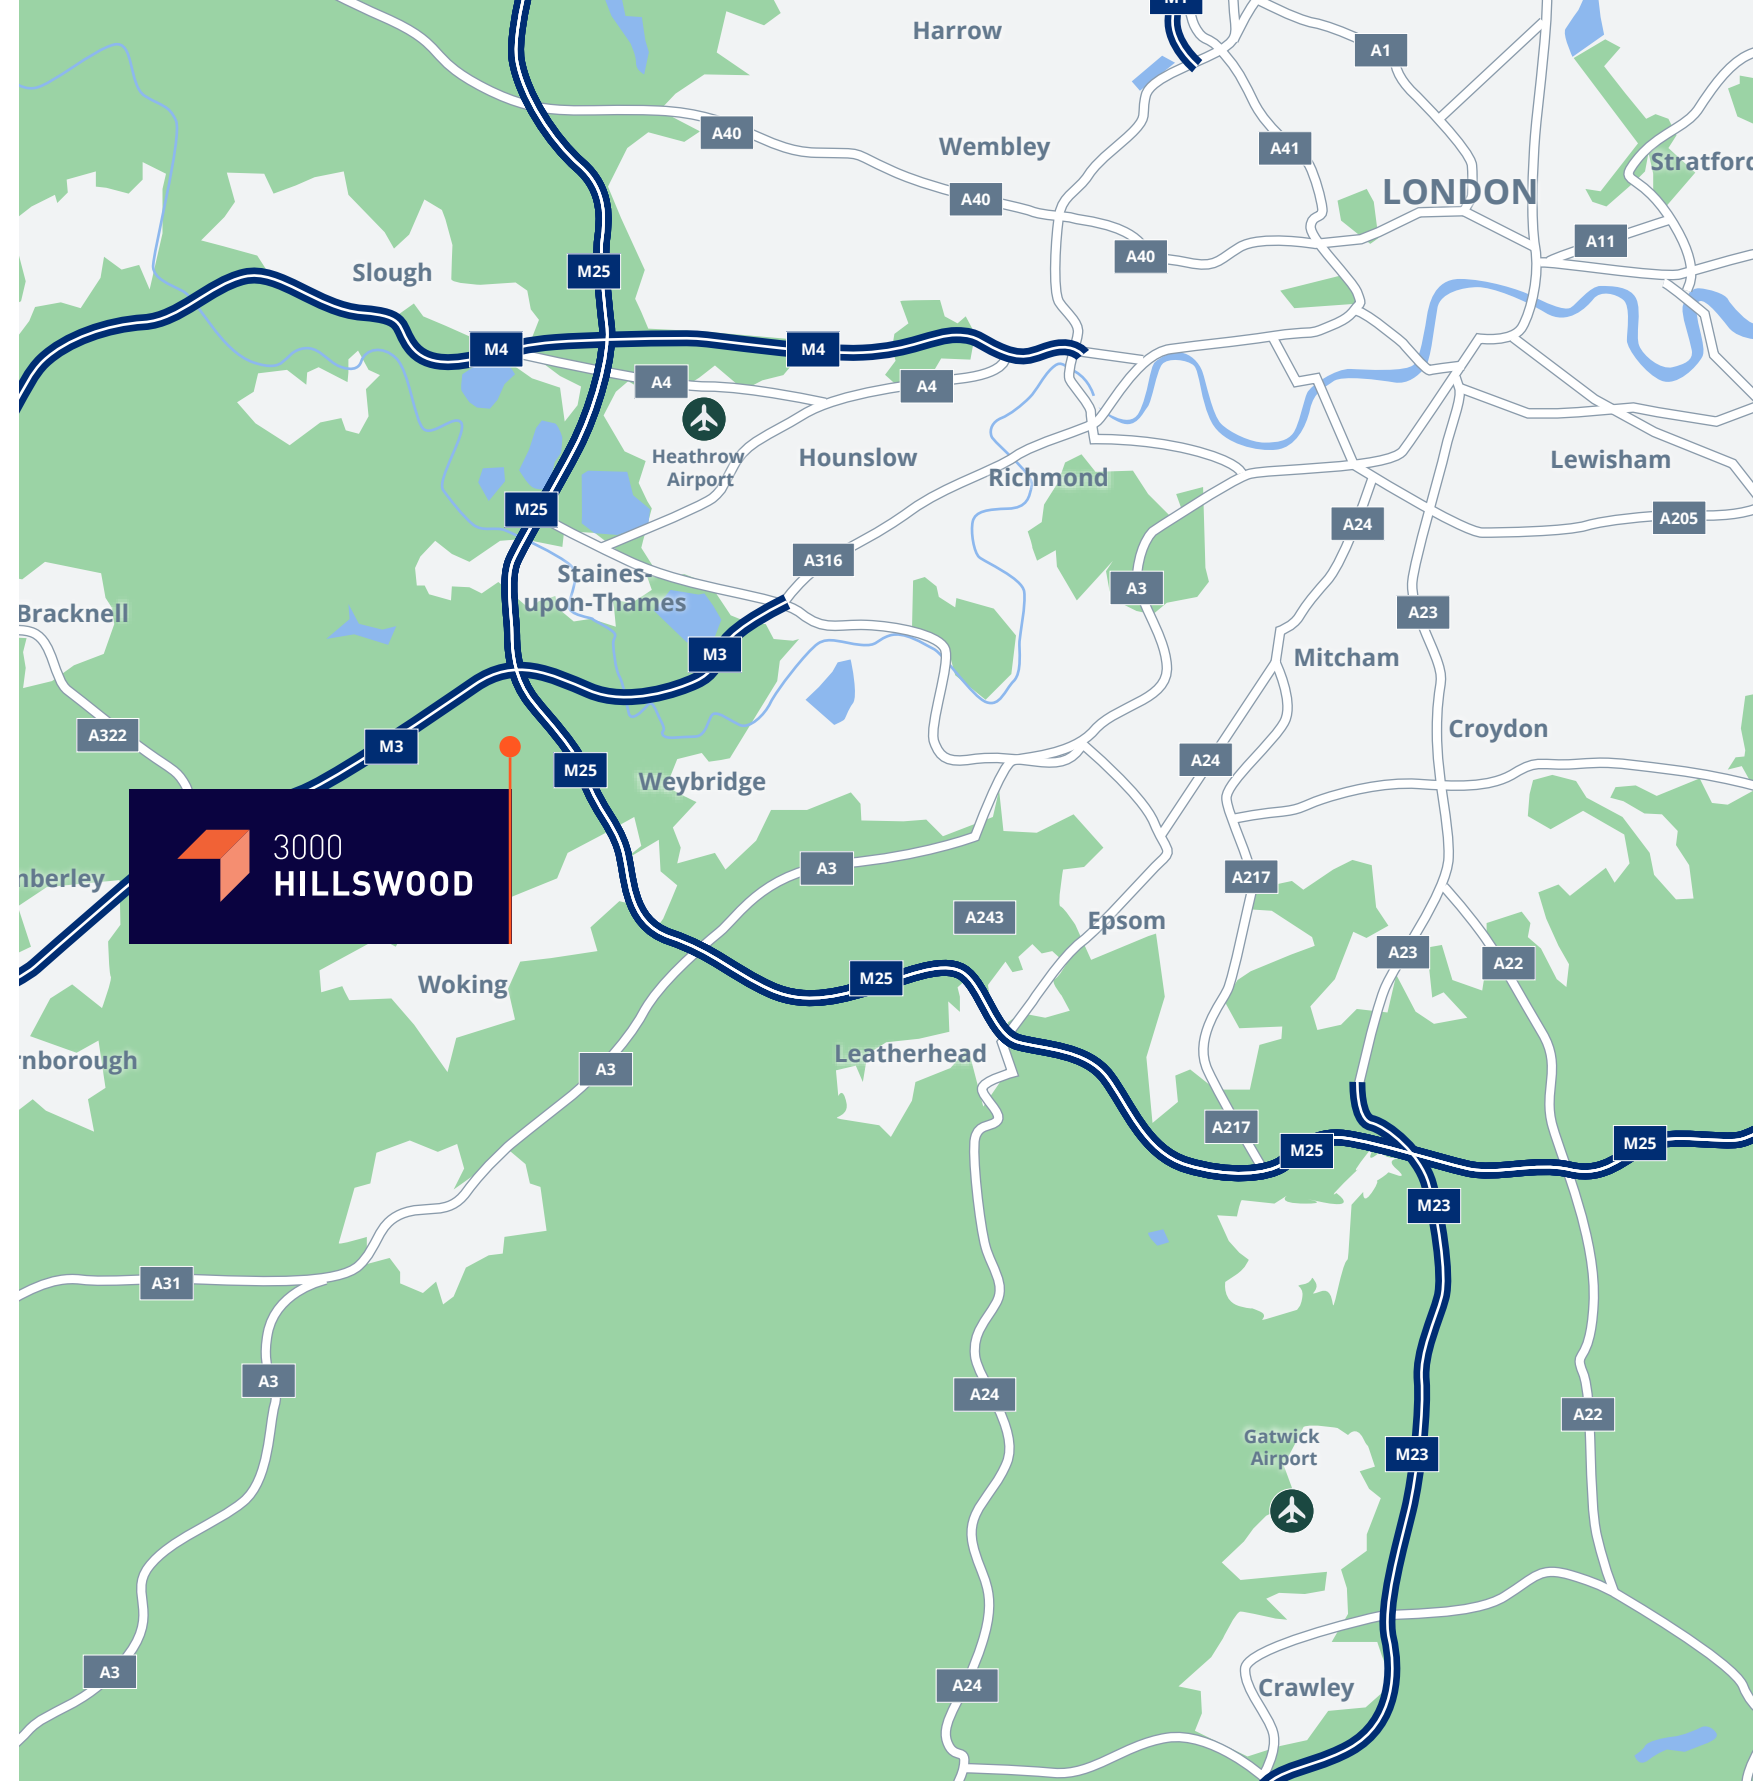 M1
Harrow
A1
A40
Wembley
A41
Stratford
LONDON
A40
A11
A40
Slough
M25
M4
M4
A4
A4
Heathrow
Airport
Hounslow
Richmond
Lewisham
M25
A205
A24
A316
Staines-
upon-Thames
A3
Bracknell
A23
M3
Mitcham
A322
M3
Croydon
M25
Weybridge
A24
3000
HILLSWOOD
A3
A217
mberley
A243
Epsom
A23
A22
Woking
M25
Leatherhead
rnborough
A3
A217
M25
M25
M23
A31
A3
A24
A22
Gatwick
Airport
M23
A3
A24
Crawley